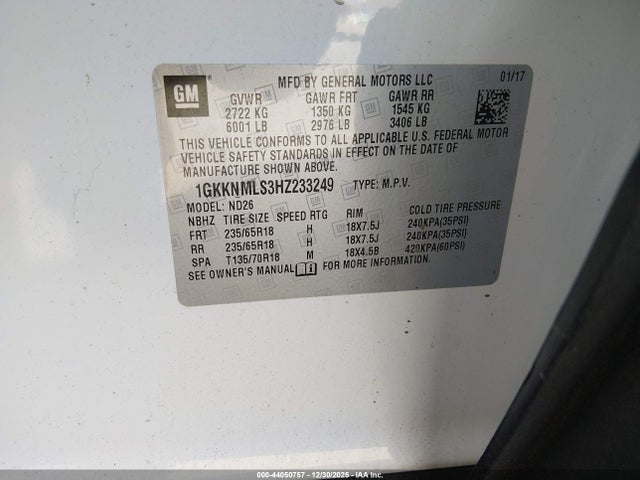 GM
MFD BY GENERAL MOTORS LLC 01/17
GVWR GAWR FRT GAWR RR
2722 KG 1350 KG 1545 KG
6001 LB 2976 LB 3406 LB
THIS VEHICLE CONFORMS TO ALL APPLICABLE U.S. FEDERAL MOTOR
VEHICLE SAFETY STANDARDS IN EFFECT ON THE DATE OF
MANUFACTURE SHOWN ABOVE.
1GKKNMLS3HZ233249 TYPE: M.P.V.
MODEL: ND26
NBHZ TIRE SIZE SPEED RTG RIM COLD TIRE PRESSURE
FRT 235/65R18 H 18X7.5J 240KPA(35PSI)
RR 235/65R18 H 18X7.5J 240KPA(35PSI)
SPA T135/70R18 M 18X4.5B 420KPA(60PSI)
SEE OWNER'S MANUAL FOR MORE INFORMATION.
000-44050757 - 12/30/2025 - IAAI.CA